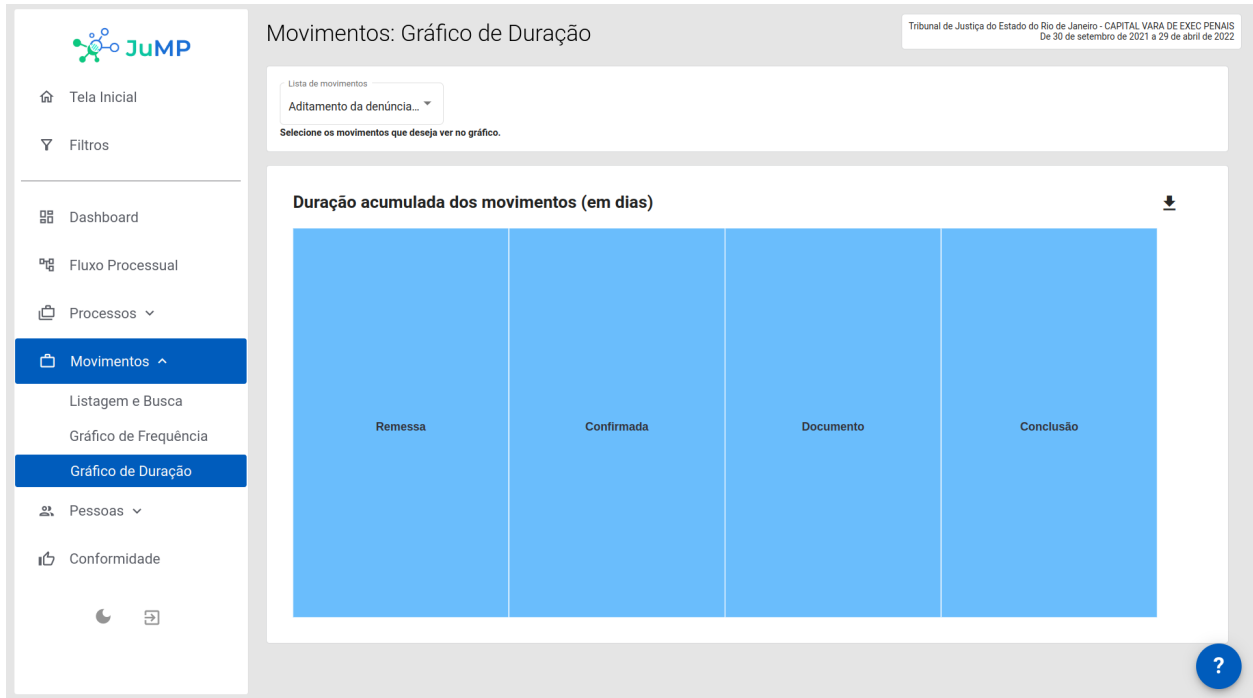 JuMP
Tela Inicial
Filtros
Dashboard
Fluxo Processual
Processos
Movimentos
Listagem e Busca
Gráfico de Frequência
Gráfico de Duração
Pessoas
Conformidade
Movimentos: Gráfico de Duração
Tribunal de Justiça do Estado do Rio de Janeiro - CAPITAL VARA DE EXEC PENAIS
De 30 de setembro de 2021 a 29 de abril de 2022
Lista de movimentos
Aditamento da denúncia...
Selecione os movimentos que deseja ver no gráfico.
Duração acumulada dos movimentos (em dias)
Remessa
Confirmada
Documento
Conclusão
?